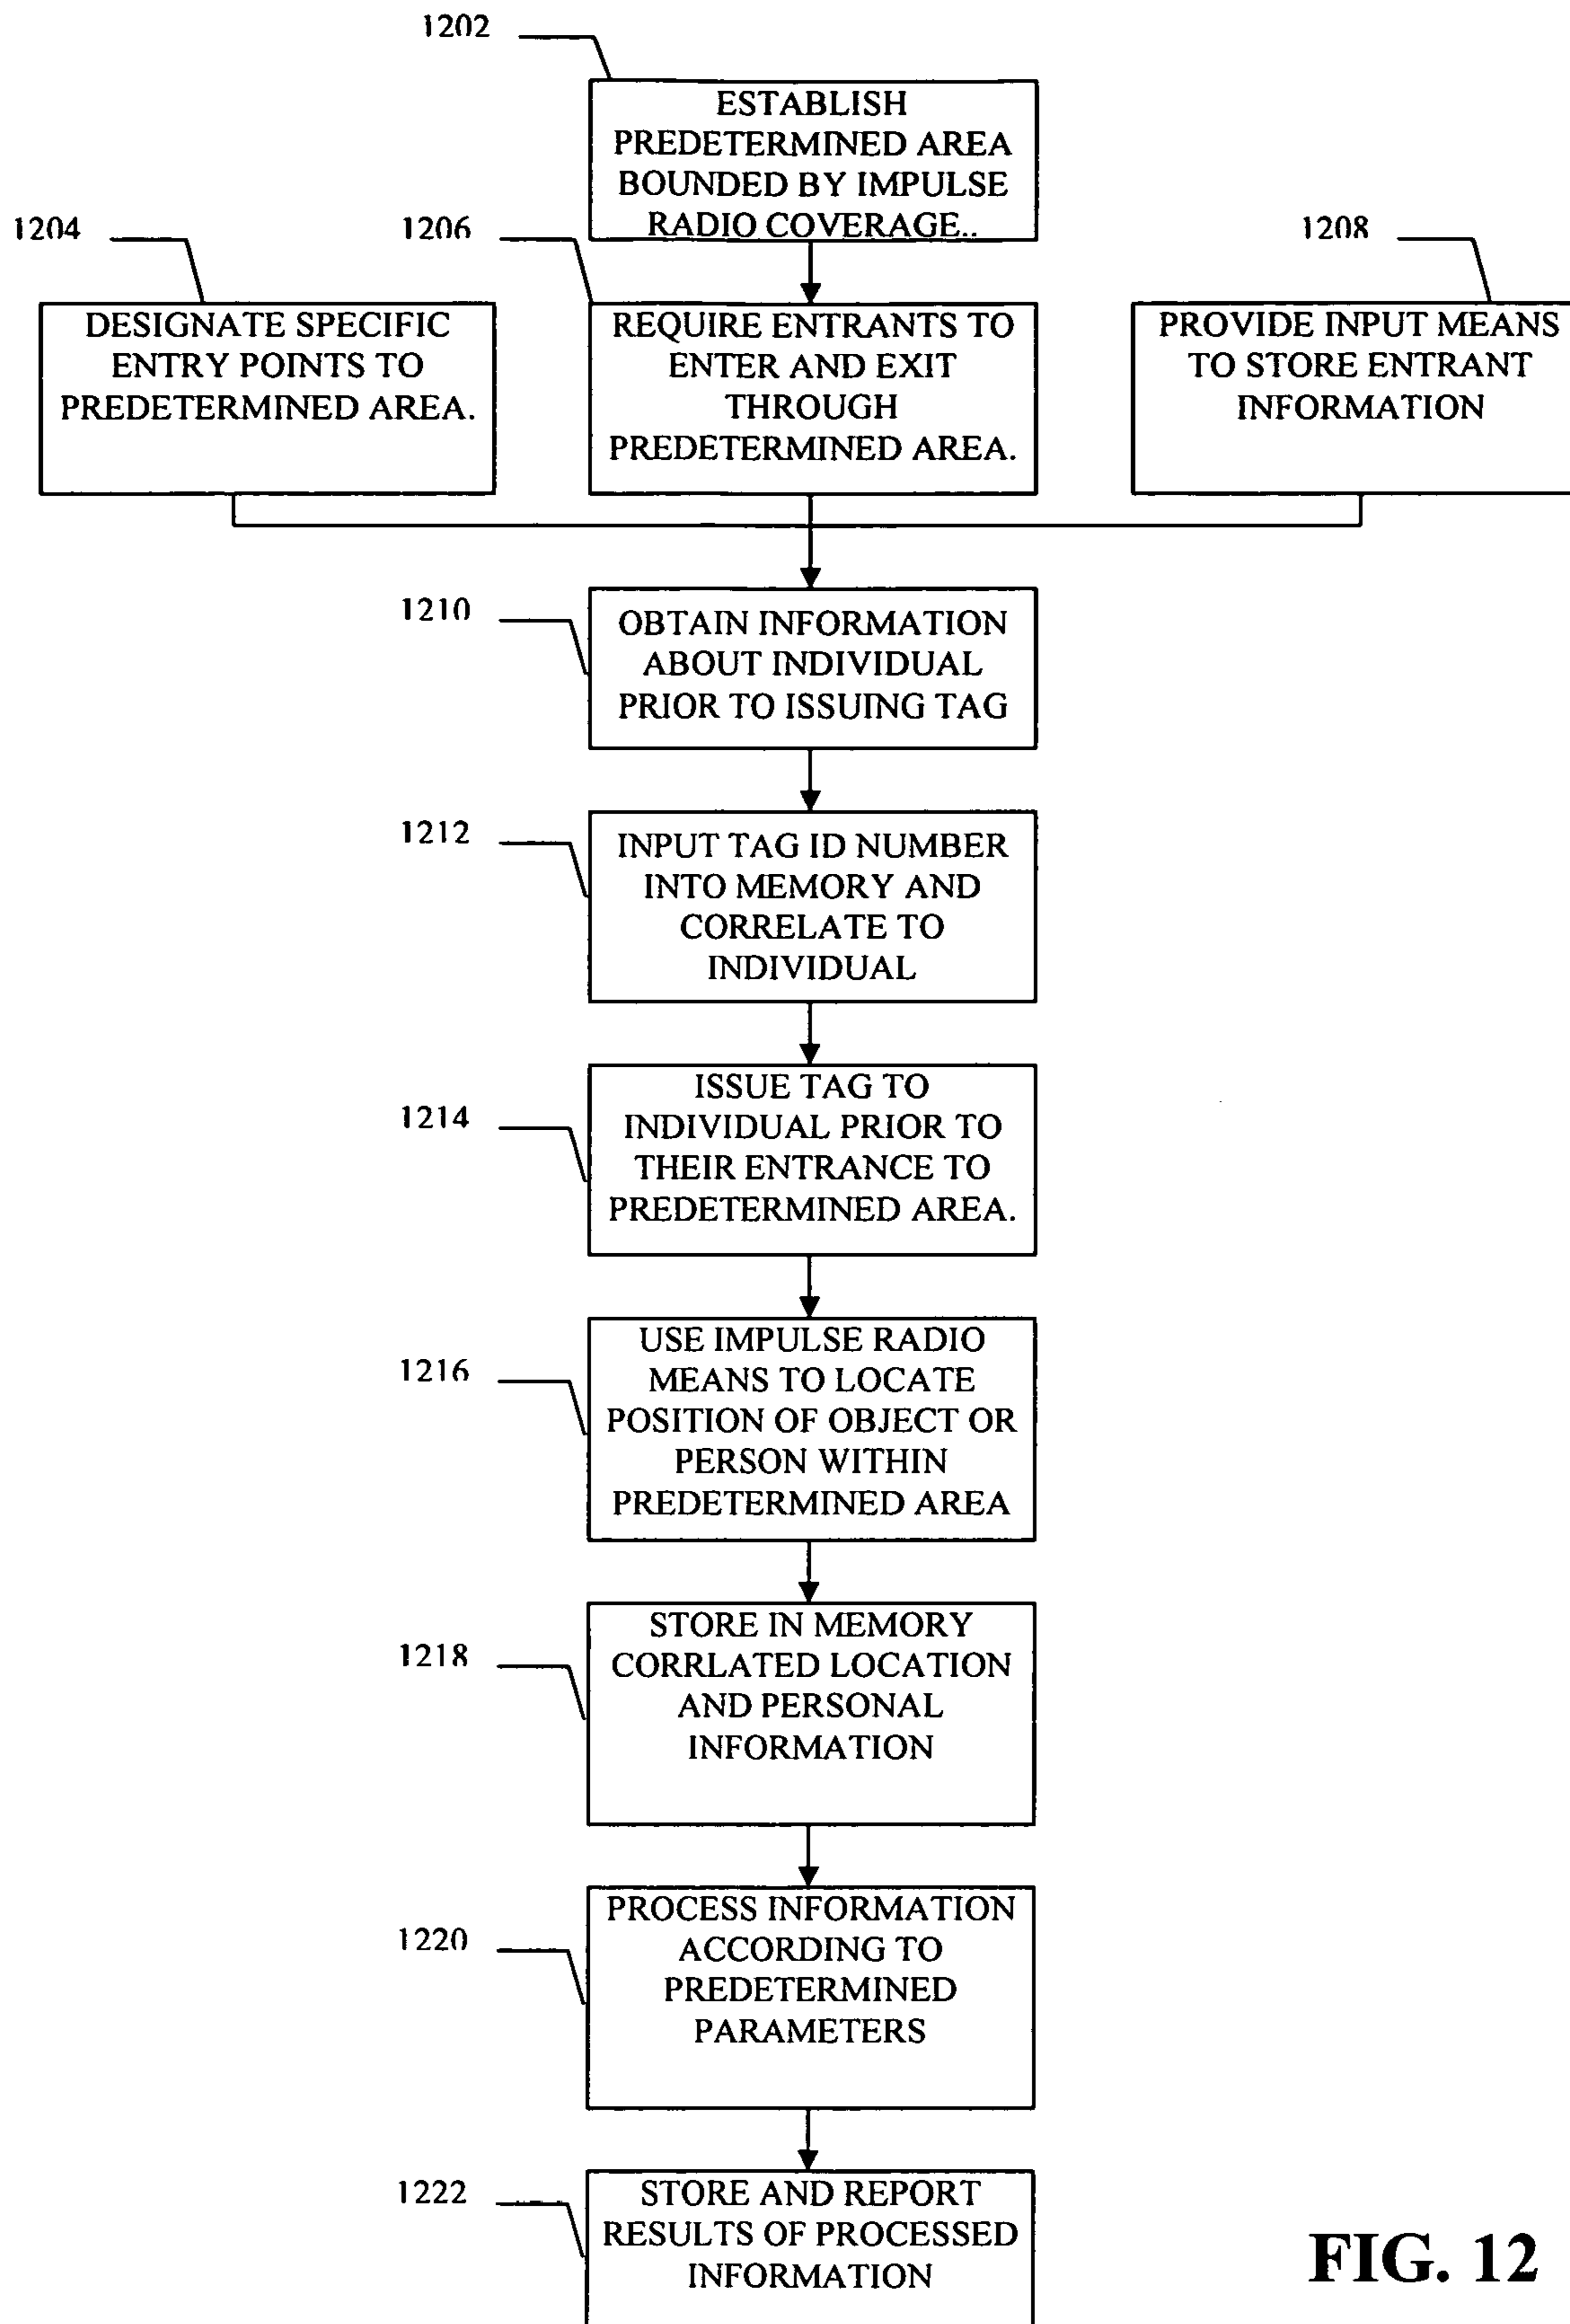 1202
ESTABLISH
PREDETERMINED AREA
BOUNDED BY IMPULSE
RADIO COVERAGE..
1204
DESIGNATE SPECIFIC
ENTRY POINTS TO
PREDETERMINED AREA.
1206
REQUIRE ENTRANTS TO
ENTER AND EXIT
THROUGH
PREDETERMINED AREA.
1208
PROVIDE INPUT MEANS
TO STORE ENTRANT
INFORMATION
1210
OBTAIN INFORMATION
ABOUT INDIVIDUAL
PRIOR TO ISSUING TAG
1212
INPUT TAG ID NUMBER
INTO MEMORY AND
CORRELATE TO
INDIVIDUAL
1214
ISSUE TAG TO
INDIVIDUAL PRIOR TO
THEIR ENTRANCE TO
PREDETERMINED AREA.
1216
USE IMPULSE RADIO
MEANS TO LOCATE
POSITION OF OBJECT OR
PERSON WITHIN
PREDETERMINED AREA
1218
STORE IN MEMORY
CORRLATED LOCATION
AND PERSONAL
INFORMATION
1220
PROCESS INFORMATION
ACCORDING TO
PREDETERMINED
PARAMETERS
1222
STORE AND REPORT
RESULTS OF PROCESSED
INFORMATION
FIG. 12